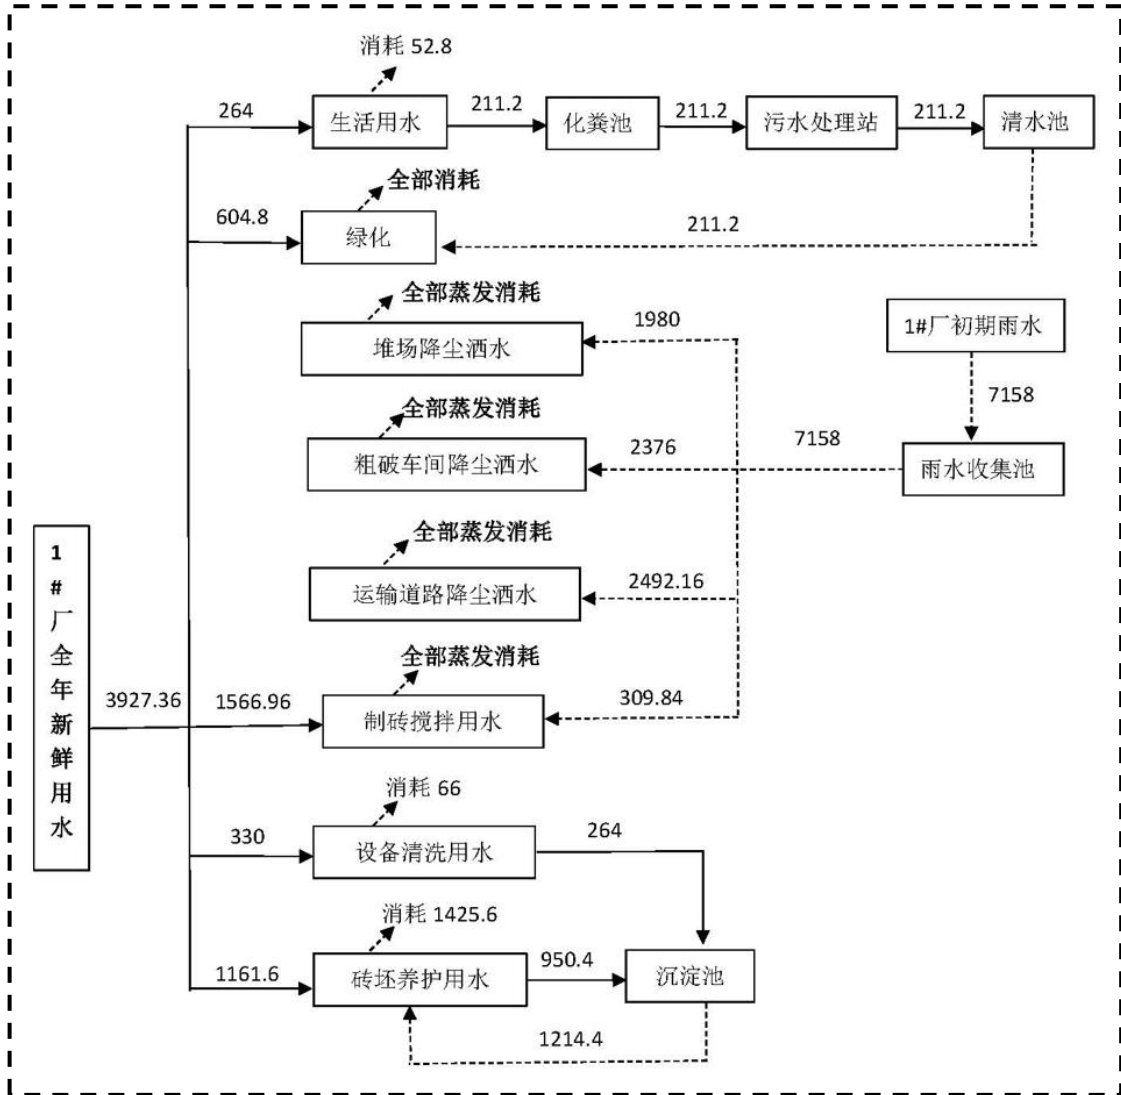 消耗 52.8
264
生活用水
211.2
化粪池
211.2
污水处理站
211.2
清水池
全部消耗
604.8
绿化
211.2
全部蒸发消耗
堆场降尘洒水
1980
1#厂初期雨水
7158
全部蒸发消耗
粗破车间降尘洒水
2376
7158
雨水收集池
全部蒸发消耗
运输道路降尘洒水
2492.16
1#厂全年新鲜用水
3927.36
全部蒸发消耗
1566.96
制砖搅拌用水
309.84
消耗 66
330
设备清洗用水
264
消耗 1425.6
1161.6
砖坯养护用水
950.4
沉淀池
1214.4